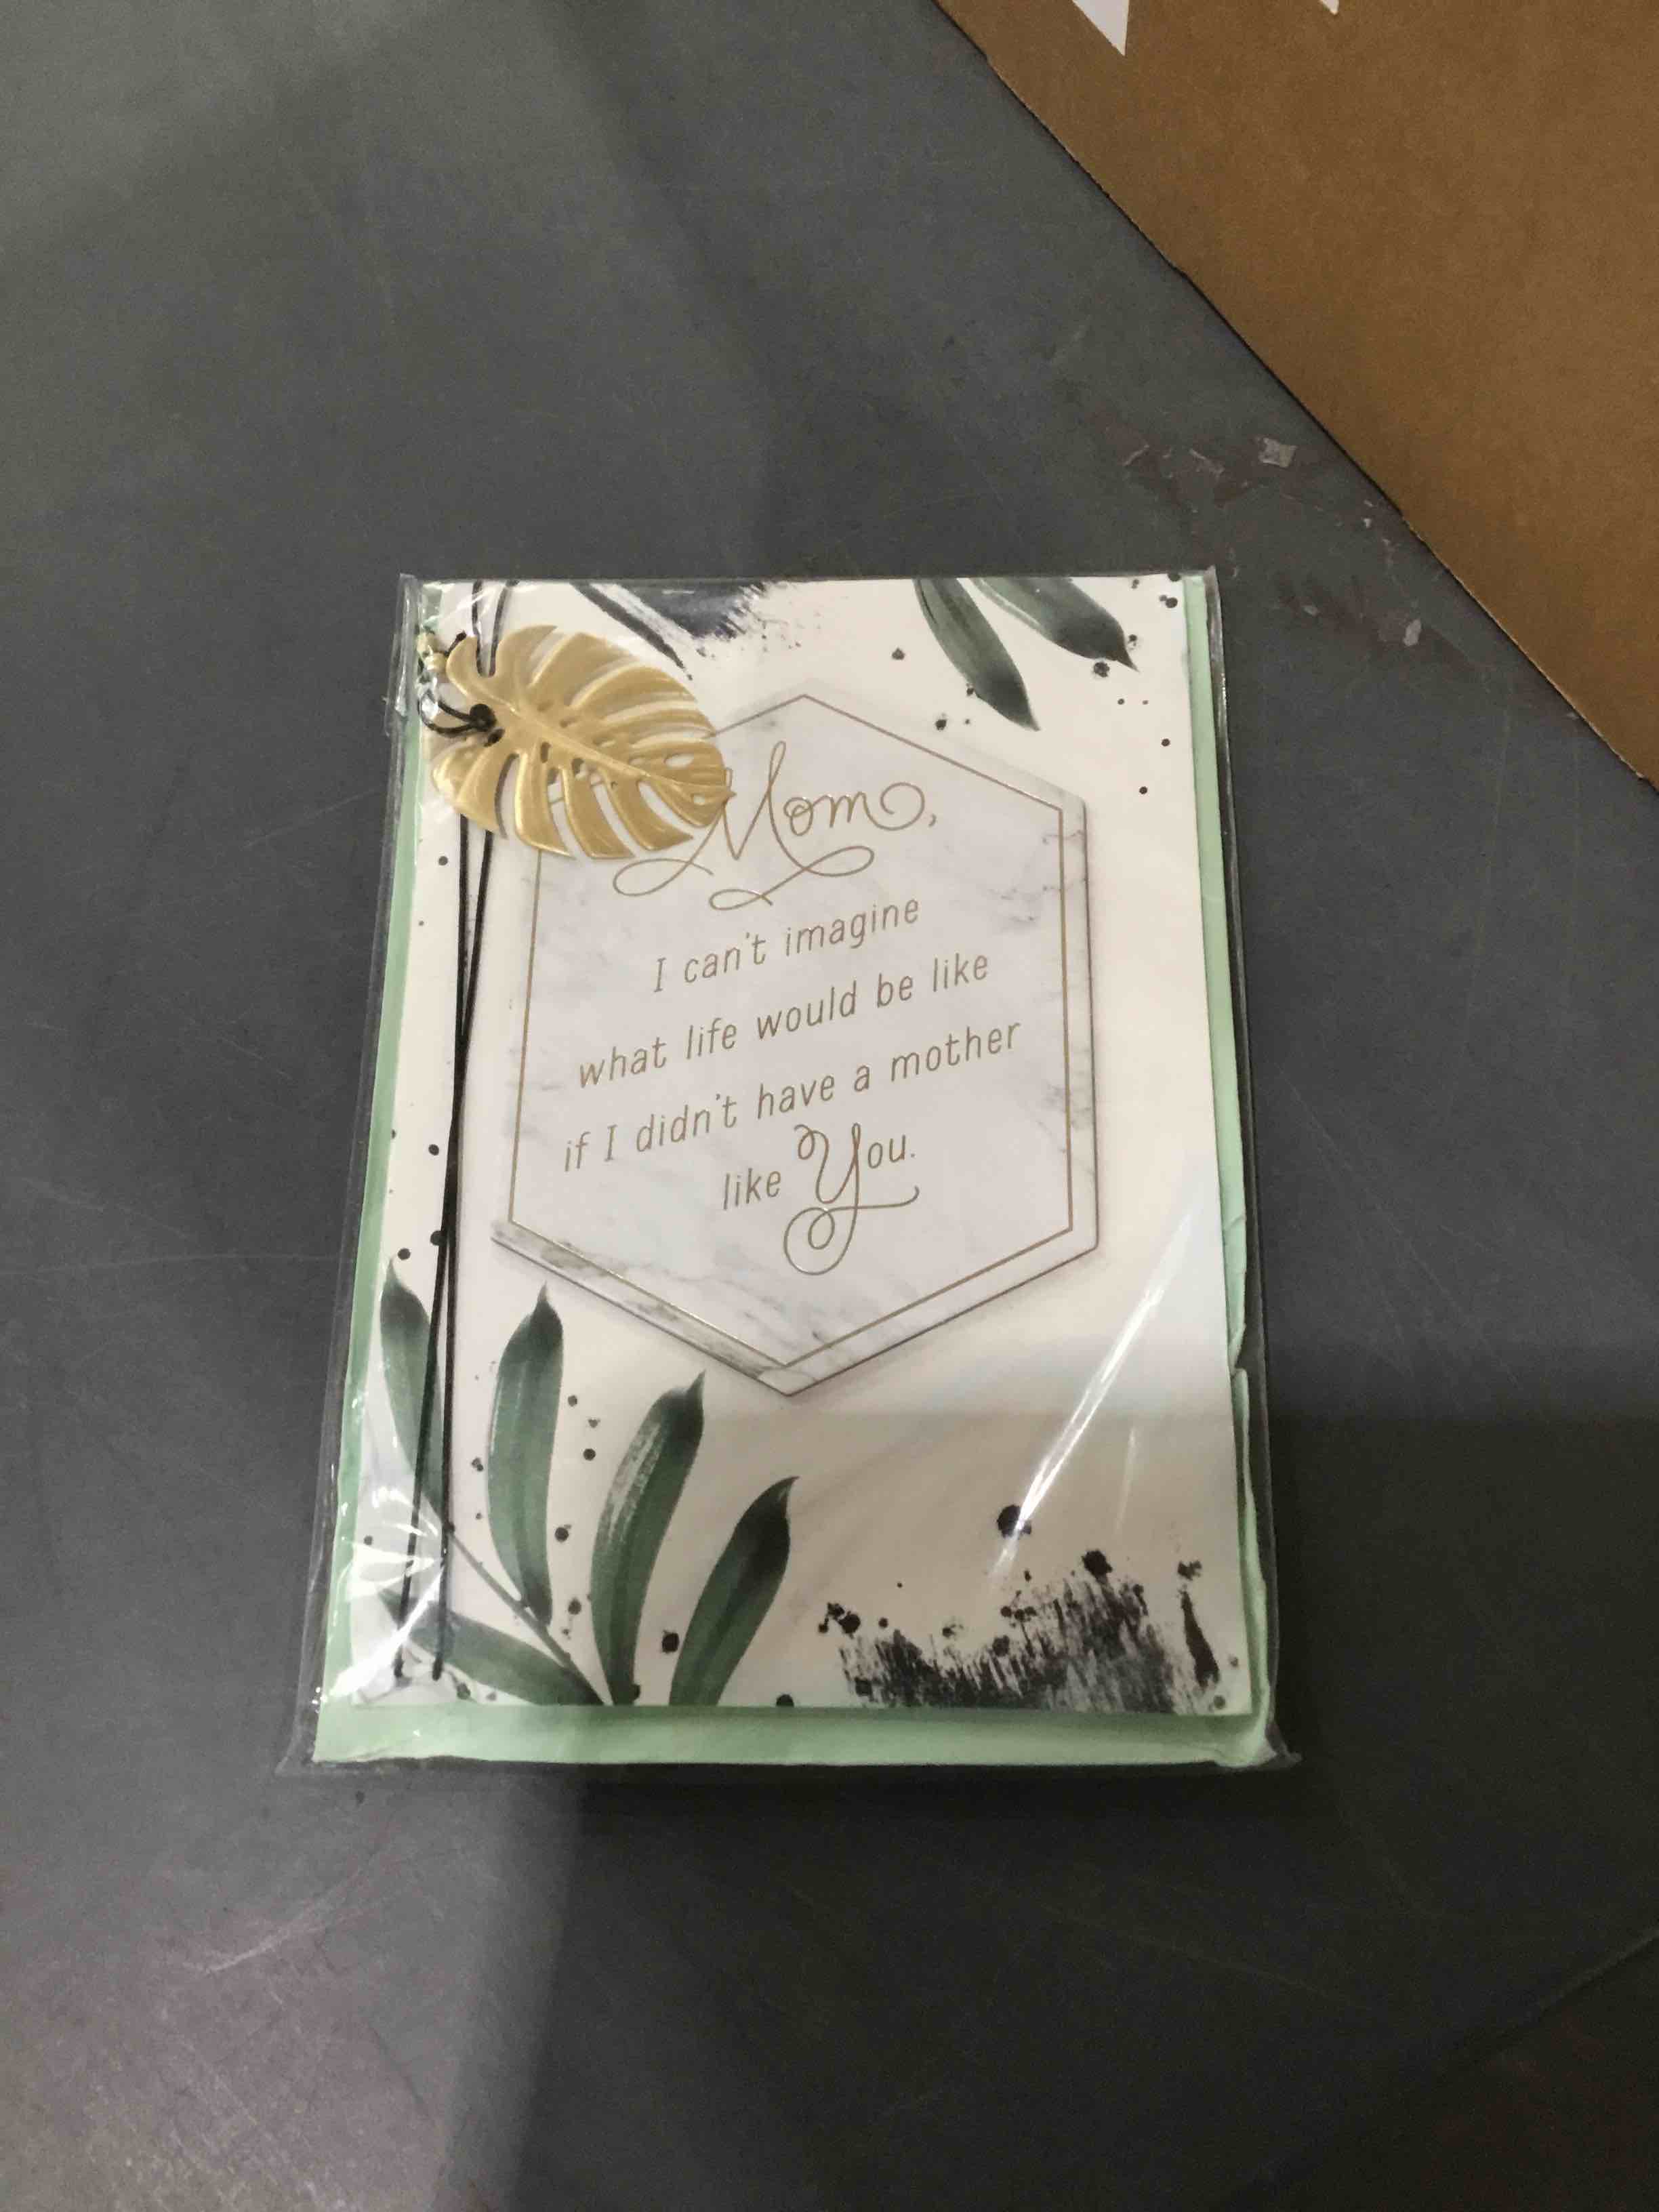 Mom,
I can't imagine
what life would be like
if I didn't have a mother
like You.